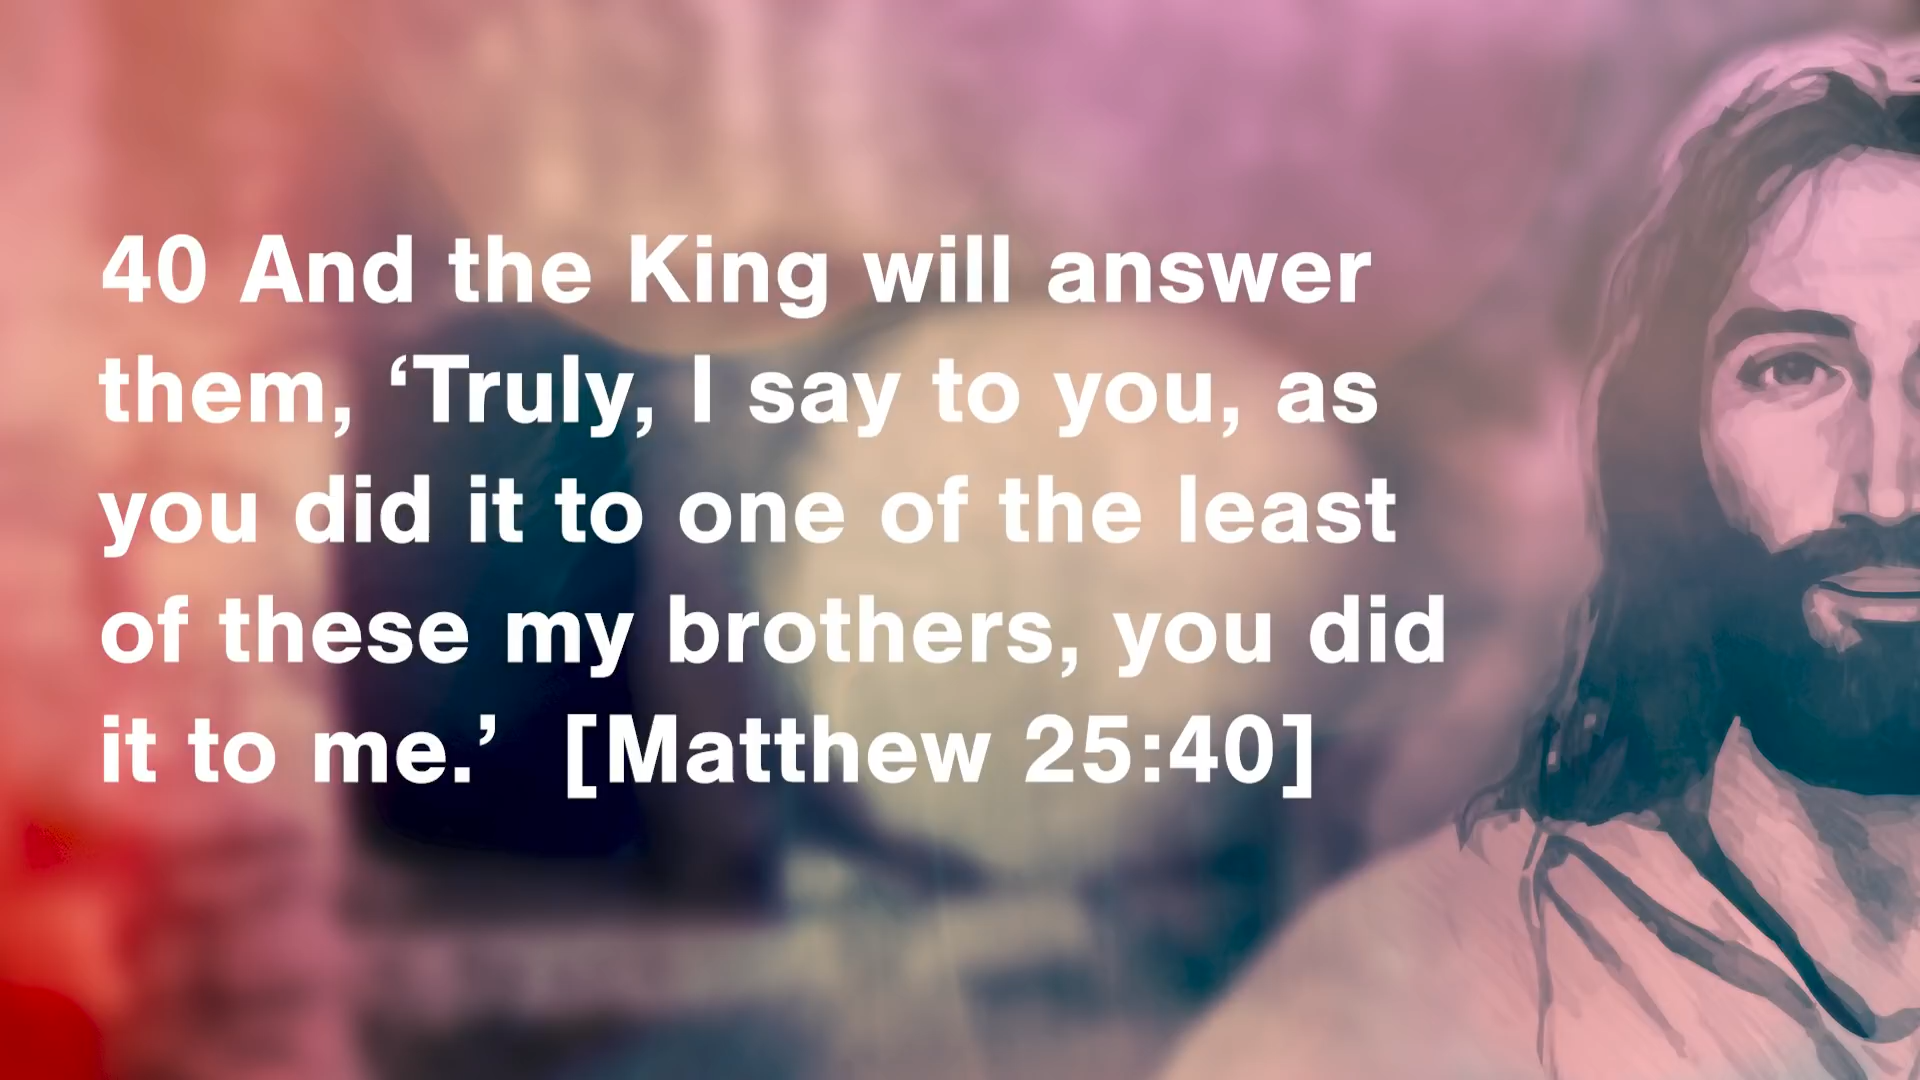 40 And the King will answer
them, ‘Truly, I say to you, as
you did it to one of the least
of these my brothers, you did
it to me.’  [Matthew 25:40]